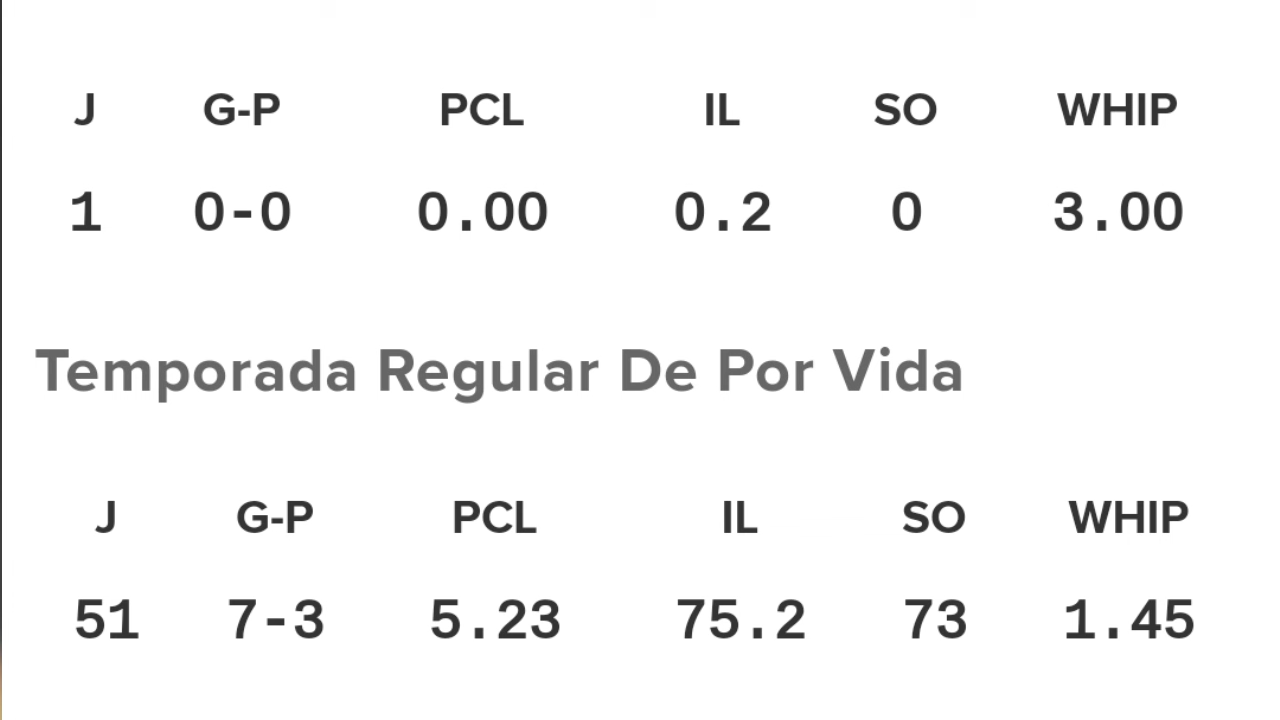 J G-P PCL IL SO WHIP
1 0-0 0.00 0.2 0 3.00
Temporada Regular De Por Vida
J G-P PCL IL SO WHIP
51 7-3 5.23 75.2 73 1.45